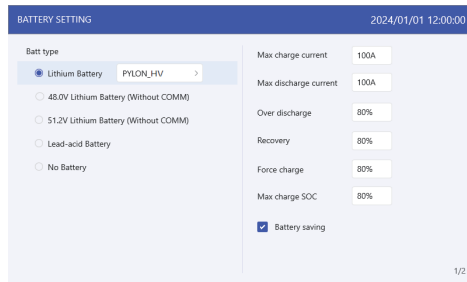 BATTERY SETTING
2024/01/01 12:00:00
Batt type
Lithium Battery PYLON_HV >
48.0V Lithium Battery (Without COMM)
51.2V Lithium Battery (Without COMM)
Lead-acid Battery
No Battery
Max charge current 100A
Max discharge current 100A
Over discharge 80%
Recovery 80%
Force charge 80%
Max charge SOC 80%
Battery saving
1/2